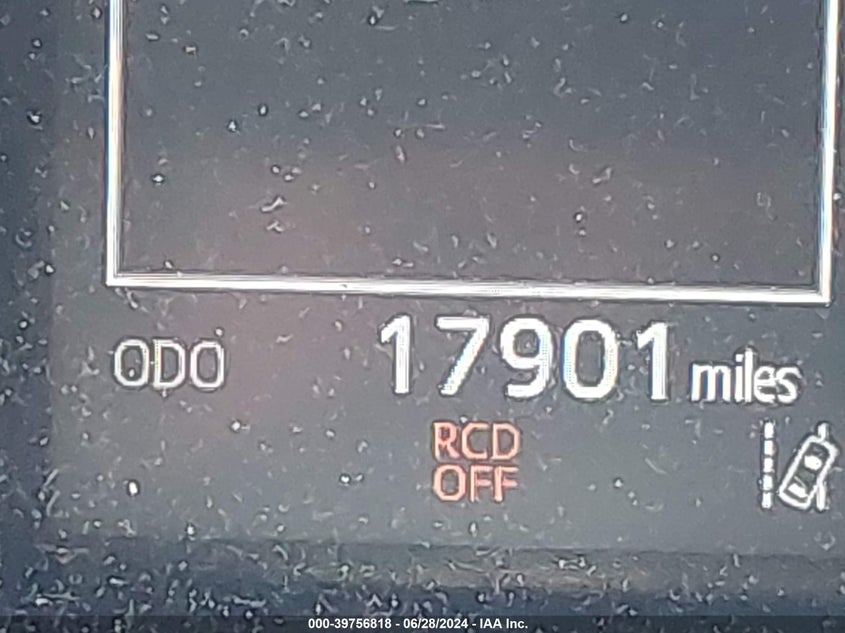 ODO 17901 miles
RCD
OFF
000-39756818 - 06/28/2024 - IAA Inc.